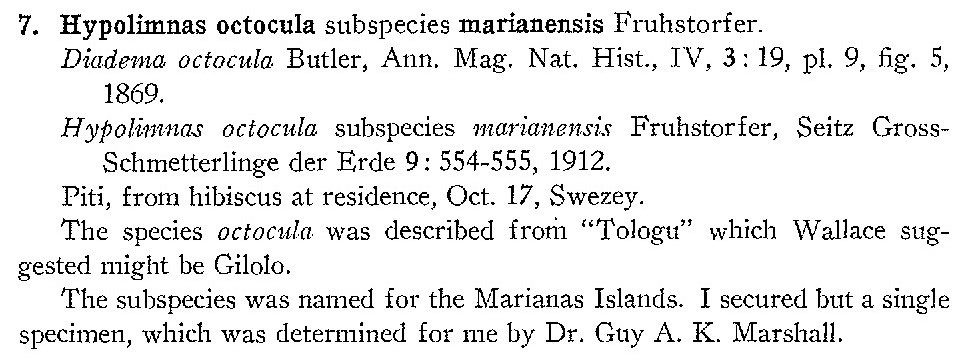 7. Hypolimnas octocula subspecies marianensis Fruhstorfer.
Diadema octocula Butler, Ann. Mag. Nat. Hist., IV, 3: 19, pl. 9, fig. 5,
1869.
Hypolimnas octocula subspecies marianensis Fruhstorfer, Seitz Gross-
Schmetterlinge der Erde 9: 554-555, 1912.
Piti, from hibiscus at residence, Oct. 17, Swezey.
The species octocula was described from “Tologu” which Wallace sug-
gested might be Gilolo.
The subspecies was named for the Marianas Islands. I secured but a single
specimen, which was determined for me by Dr. Guy A. K. Marshall.